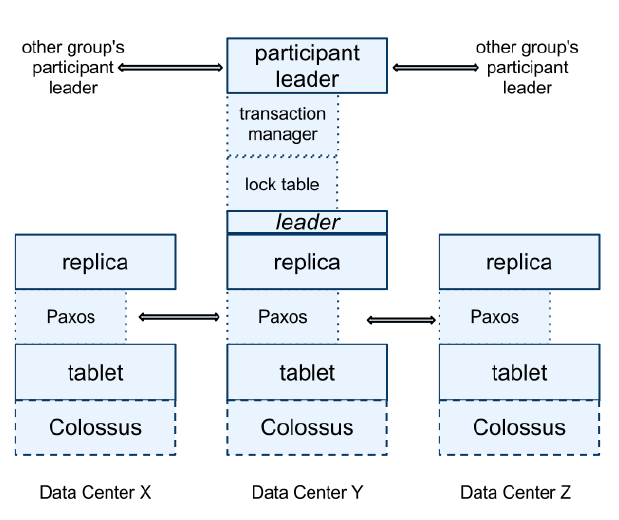 other group's
participant
leader
participant
leader
other group's
participant
leader
transaction
manager
lock table
leader
replica
replica
replica
Paxos
Paxos
Paxos
tablet
tablet
tablet
Colossus
Colossus
Colossus
Data Center X
Data Center Y
Data Center Z